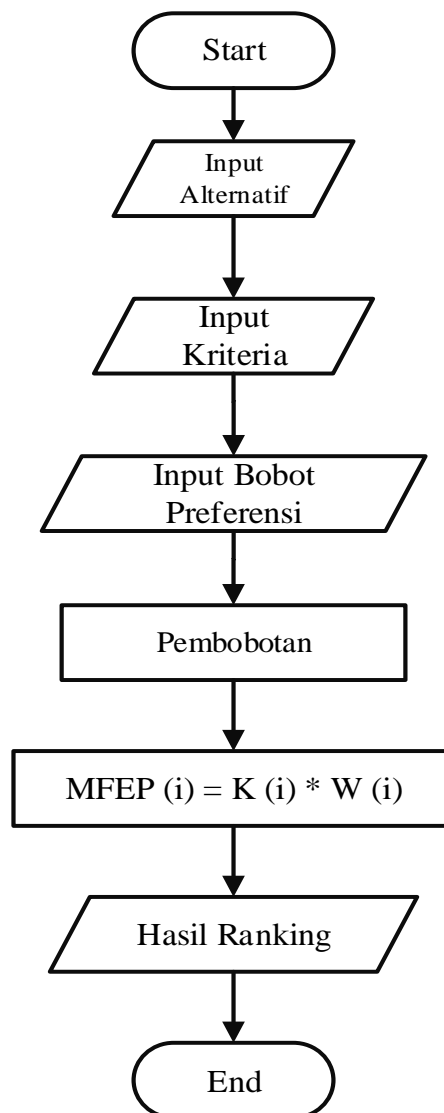 Start
Input
Alternatif
Input
Kriteria
Input Bobot
Preferensi
Pembobotan
MFEP (i) = K (i) * W (i)
Hasil Ranking
End